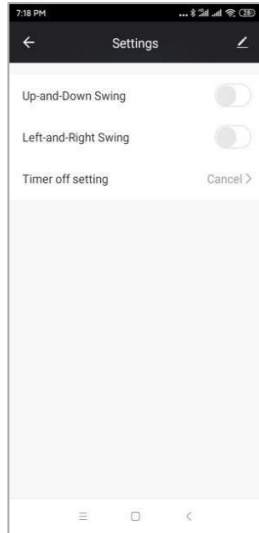 7:18 PM
Settings
Up-and-Down Swing
Left-and-Right Swing
Timer off setting Cancel >